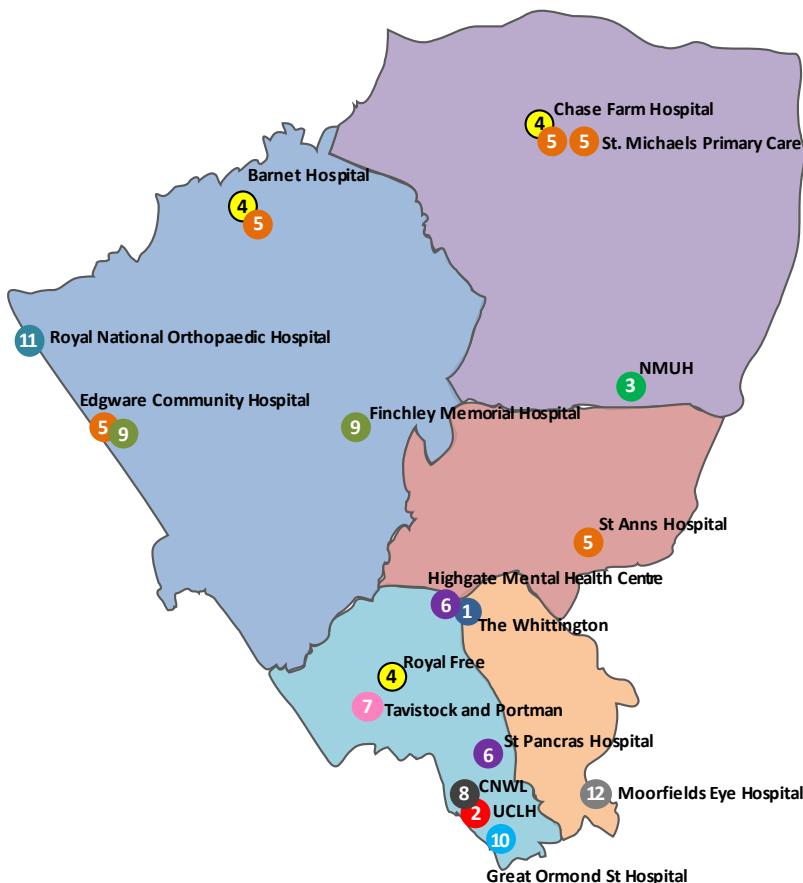 Chase Farm Hospital
4
5 5 St. Michaels Primary Care
Barnet Hospital
4
5
11 Royal National Orthopaedic Hospital
NMUH
3
Edgware Community Hospital
5 9
9 Finchley Memorial Hospital
St Anns Hospital
5
Highgate Mental Health Centre
6 1
The Whittington
Royal Free
4
7 Tavistock and Portman
St Pancras Hospital
6
8 CNWL
12 Moorfields Eye Hospital
2 UCLH
10
Great Ormond St Hospital